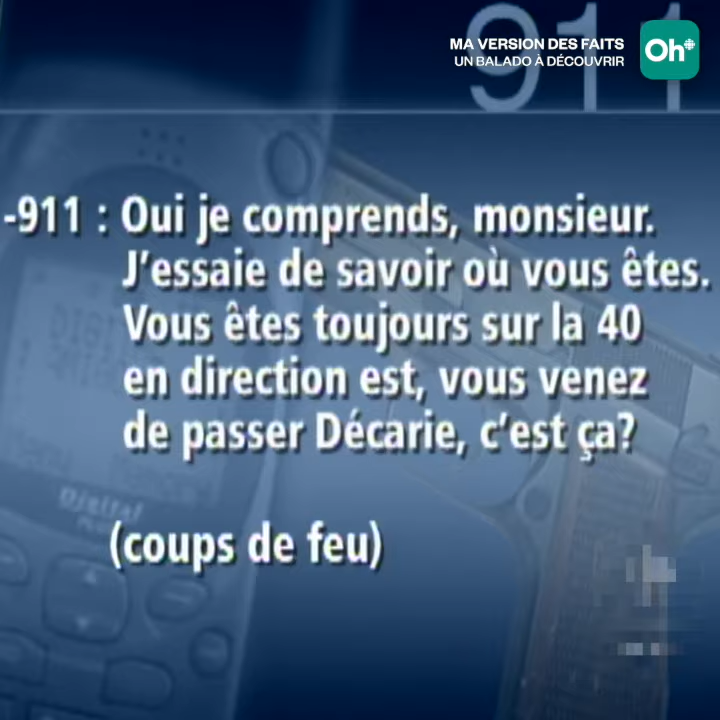 911
MA VERSION DES FAITS
UN BALADO À DÉCOUVRIR
Oh
-911 : Oui je comprends, monsieur.
J'essaie de savoir où vous êtes.
Vous êtes toujours sur la 40
en direction est, vous venez
de passer Décarie, c'est ça?
(coups de feu)
Digital